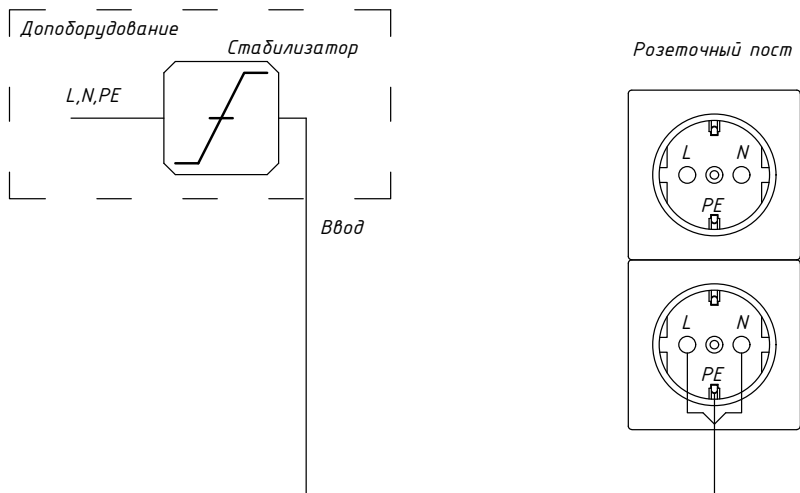 Допоборудование
Стабилизатор
L,N,PE
Ввод
Розеточный пост
L N
PE
L N
PE